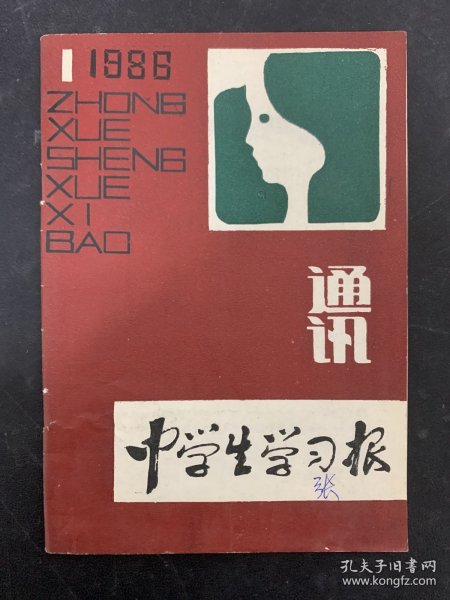 1 1986
ZHONG
XUE
SHENG
XUE
XI
BAO
通
讯
中学生学习报
张
孔夫子旧书网
www.kongfz.com